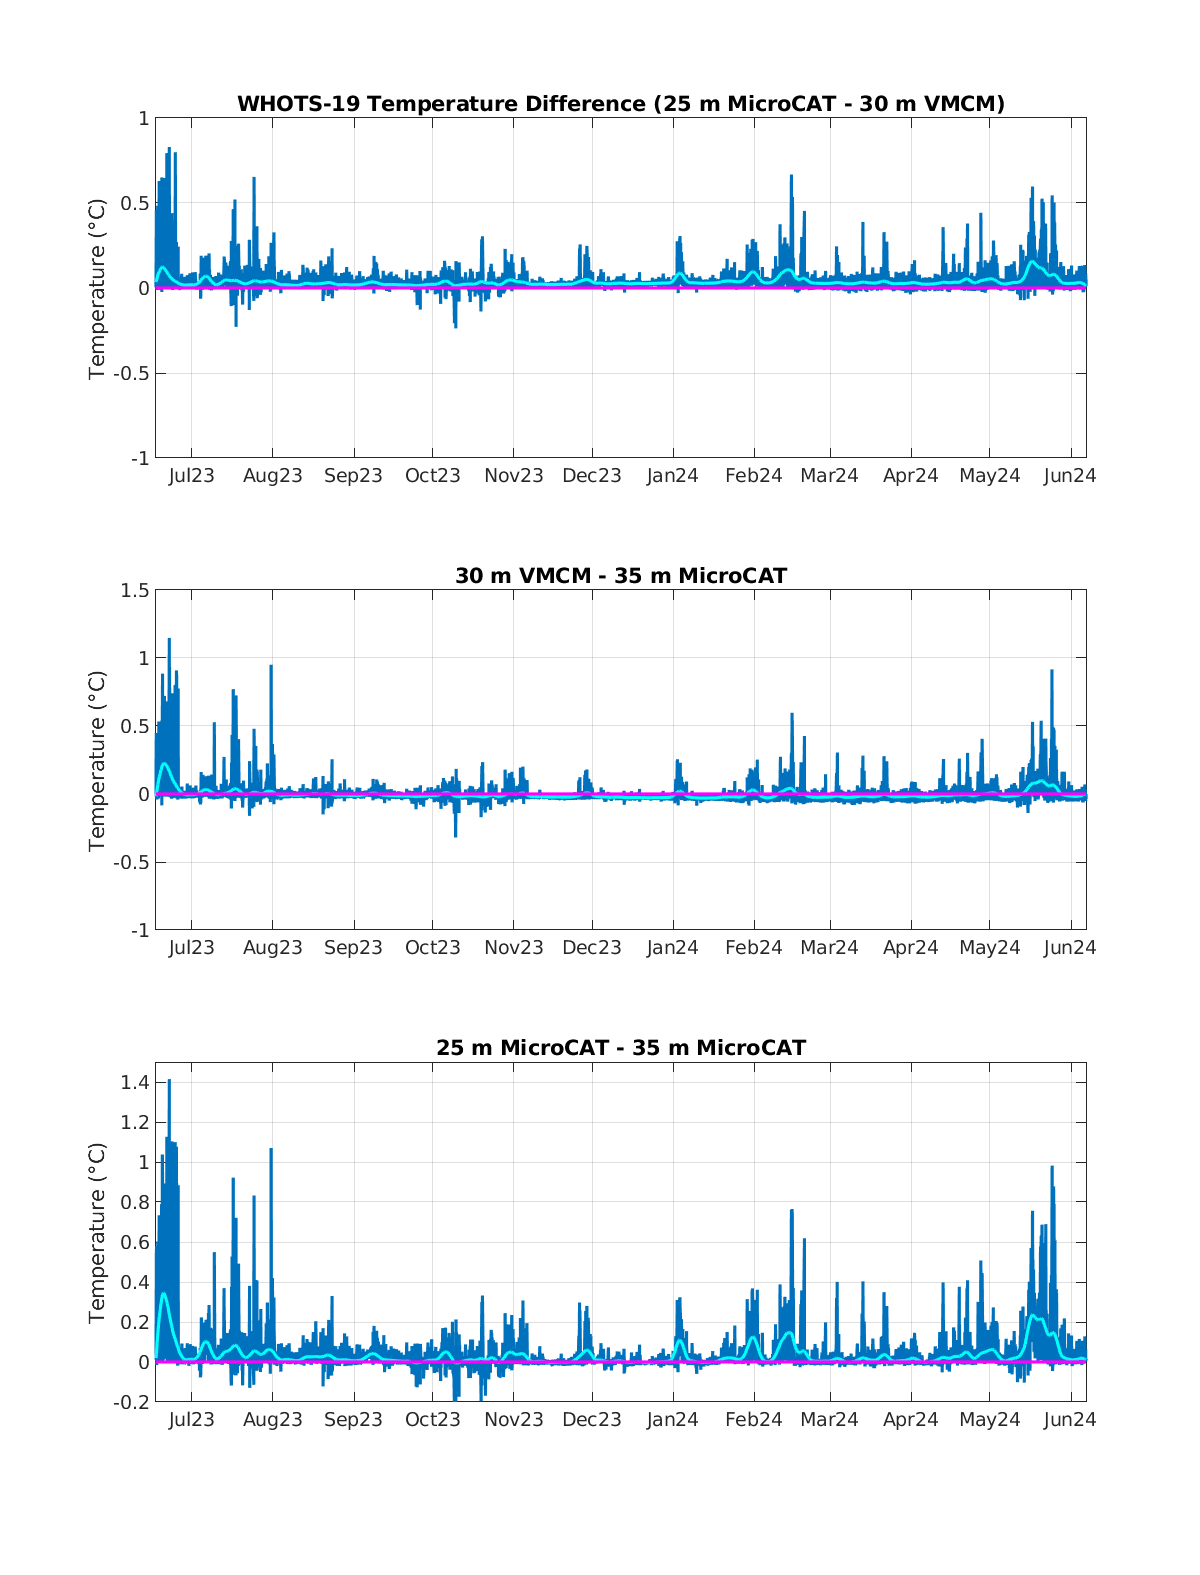 WHOTS-19 Temperature Difference (25 m MicroCAT - 30 m VMCM)
Temperature (°C)
1
0.5
0
-0.5
-1
Jul23 Aug23 Sep23 Oct23 Nov23 Dec23 Jan24 Feb24 Mar24 Apr24 May24 Jun24
30 m VMCM - 35 m MicroCAT
Temperature (°C)
1.5
1
0.5
0
-0.5
-1
Jul23 Aug23 Sep23 Oct23 Nov23 Dec23 Jan24 Feb24 Mar24 Apr24 May24 Jun24
25 m MicroCAT - 35 m MicroCAT
Temperature (°C)
1.4
1.2
1
0.8
0.6
0.4
0.2
0
-0.2
Jul23 Aug23 Sep23 Oct23 Nov23 Dec23 Jan24 Feb24 Mar24 Apr24 May24 Jun24